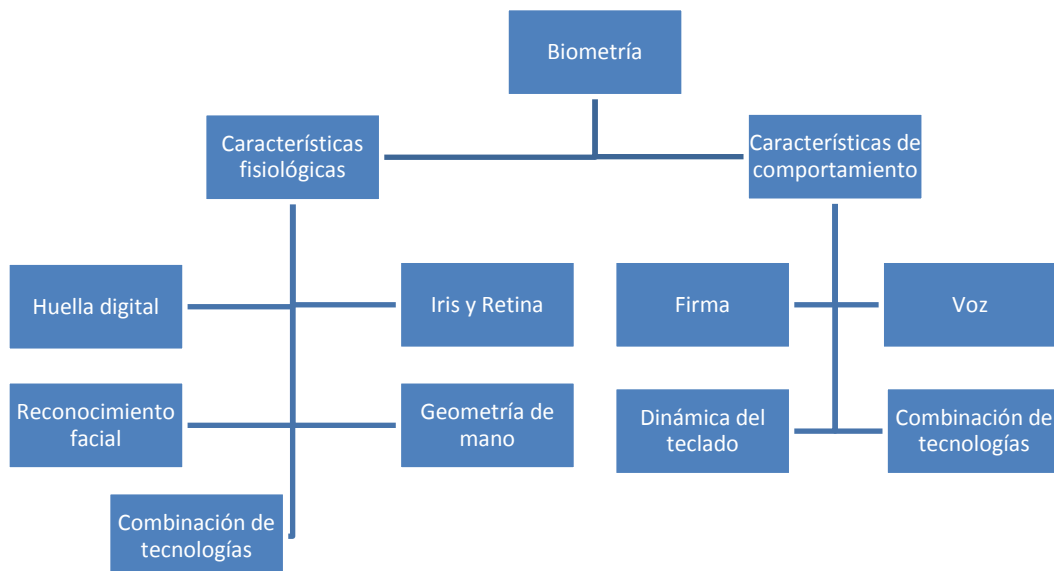 Biometría
Características
fisiológicas
Características de
comportamiento
Huella digital
Iris y Retina
Firma
Voz
Reconocimiento
facial
Geometría de
mano
Dinámica del
teclado
Combinación de
tecnologías
Combinación de
tecnologías